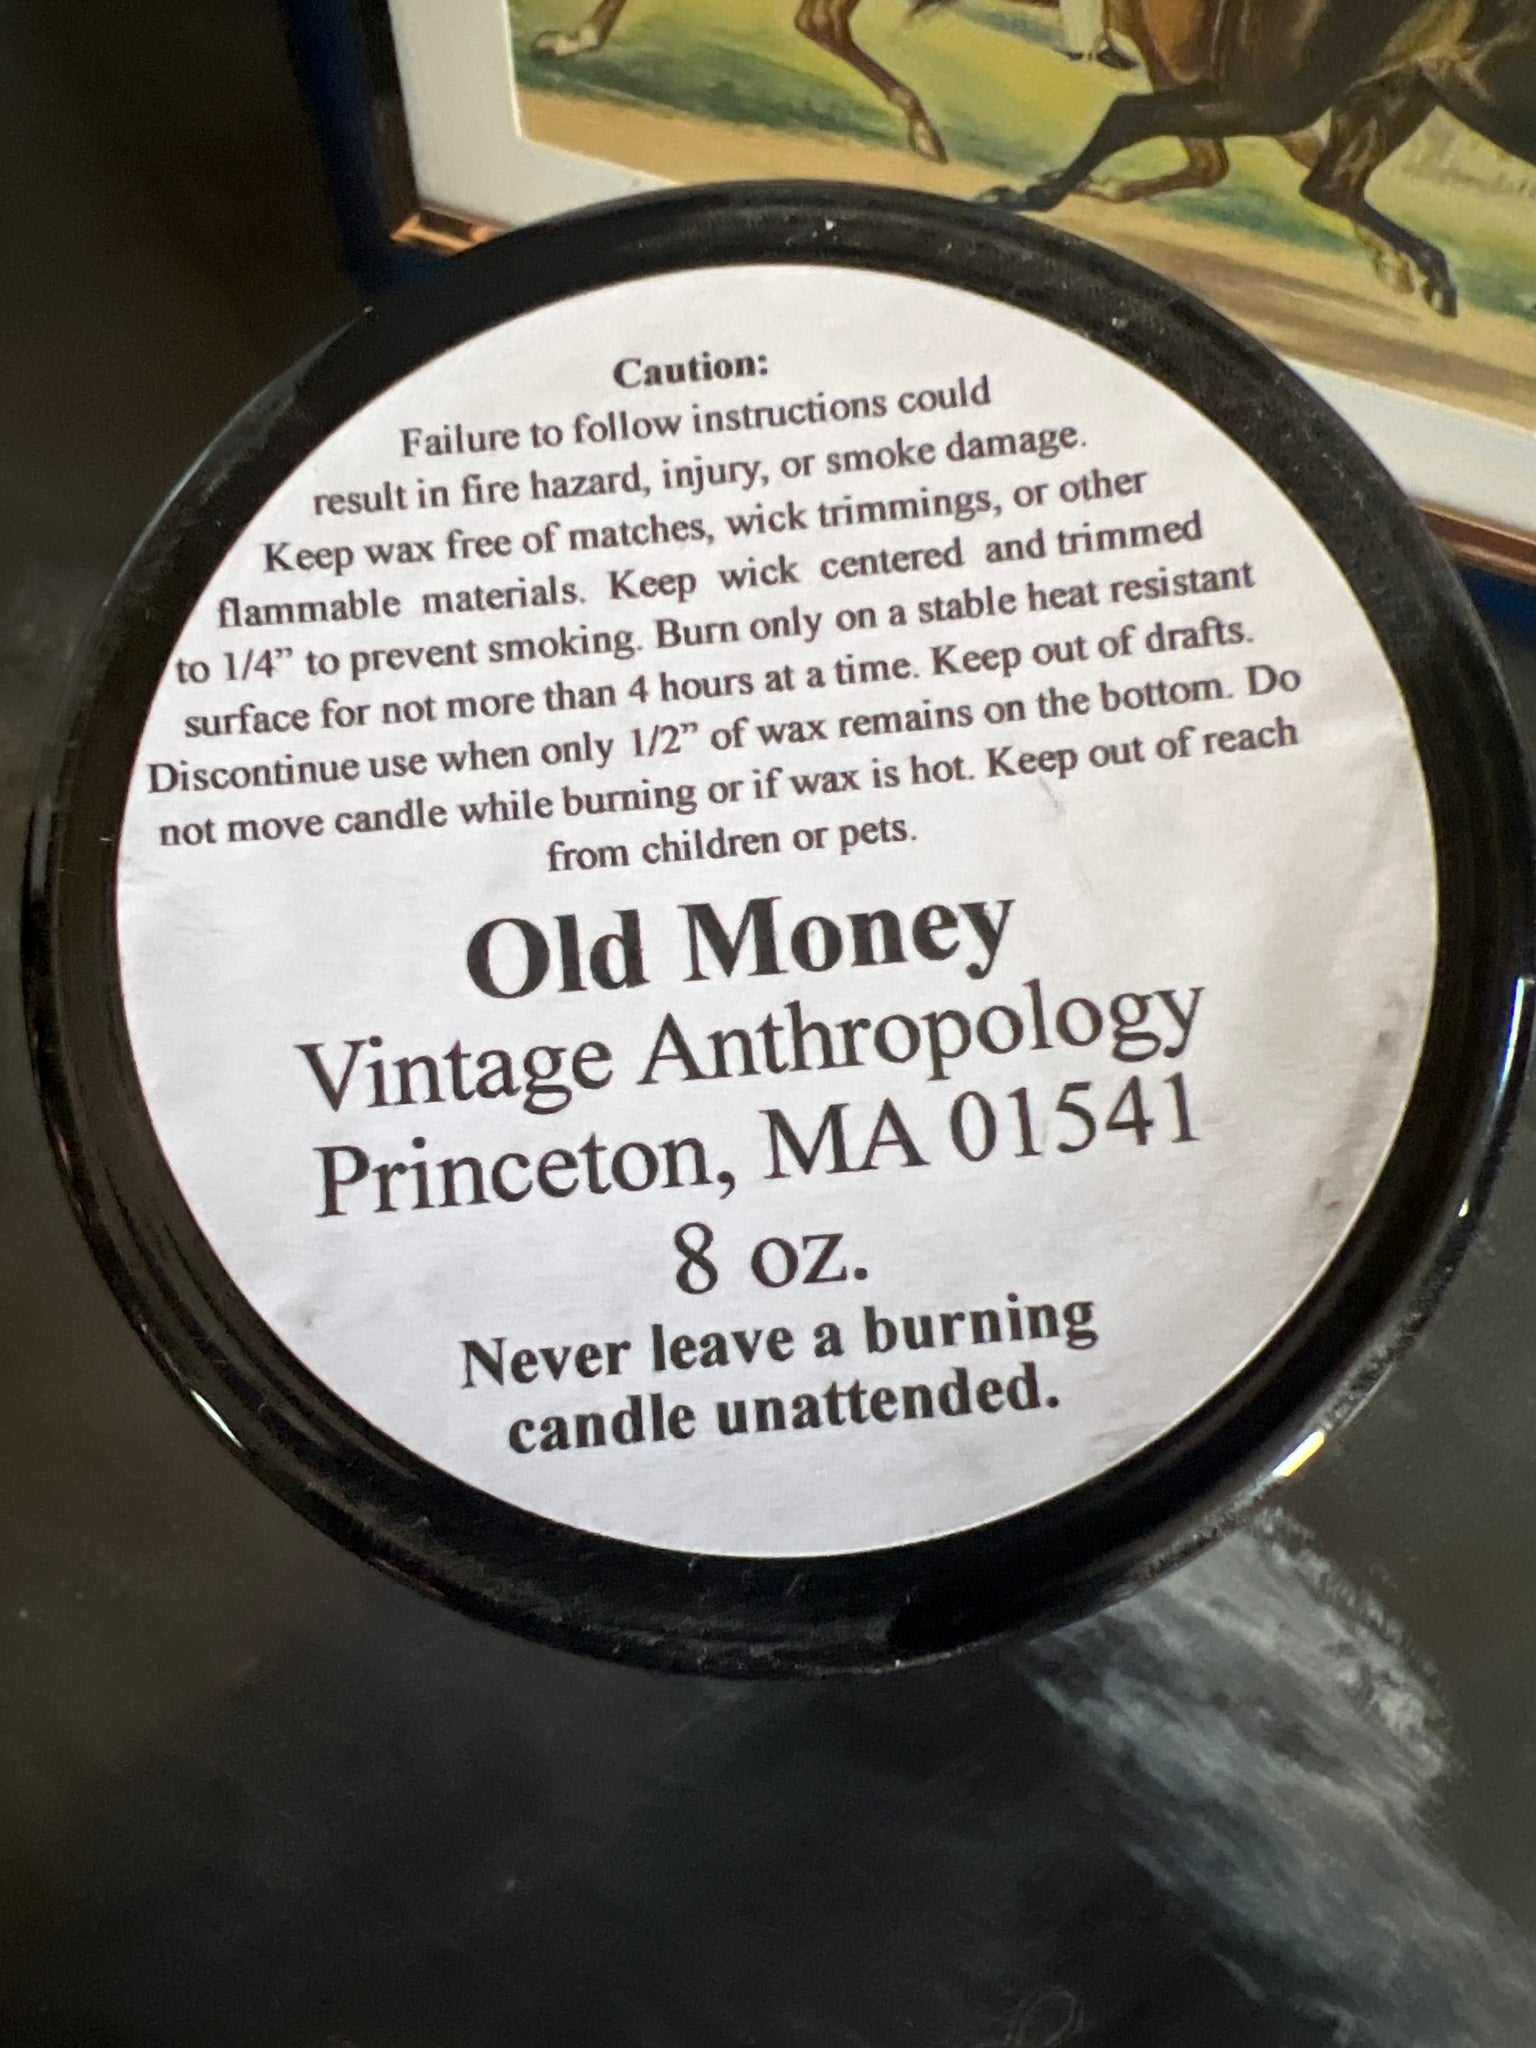 Caution:
Failure to follow instructions could
result in fire hazard, injury, or smoke damage.
Keep wax free of matches, wick trimmings, or other
flammable materials. Keep wick centered and trimmed
to 1/4” to prevent smoking. Burn only on a stable heat resistant
surface for not more than 4 hours at a time. Keep out of drafts.
Discontinue use when only 1/2” of wax remains on the bottom. Do
not move candle while burning or if wax is hot. Keep out of reach
from children or pets.
Old Money
Vintage Anthropology
Princeton, MA 01541
8 oz.
Never leave a burning
candle unattended.